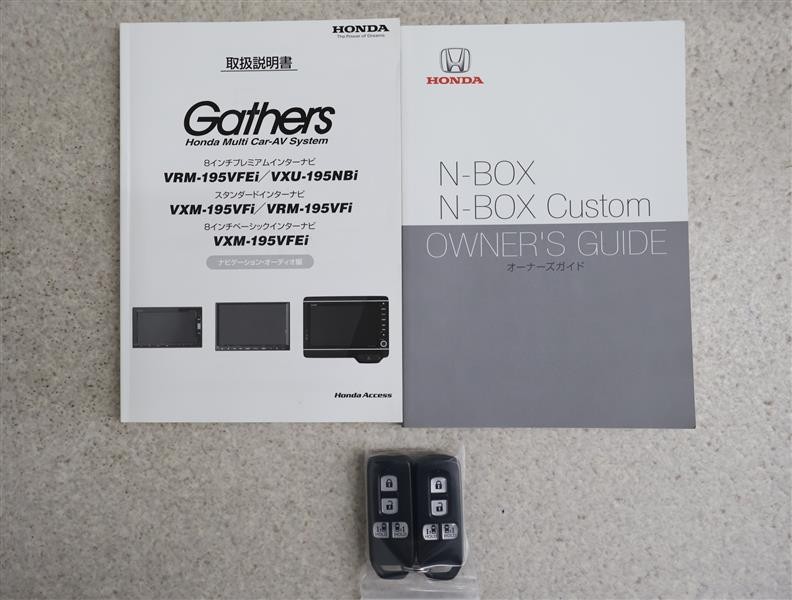 HONDA
The Power of Dreams
取扱説明書
Gathers
Honda Multi Car-AV System
8インチプレミアムインターナビ
VRM-195VFEi／VXU-195NBi
スタンダードインターナビ
VXM-195VFi／VRM-195VFi
8インチベーシックインターナビ
VXM-195VFEi
ナビゲーション・オーディオ編
Honda Access
HONDA
N-BOX
N-BOX Custom
OWNER'S GUIDE
オーナーズガイド
HOLD HOLD
HOLD HOLD